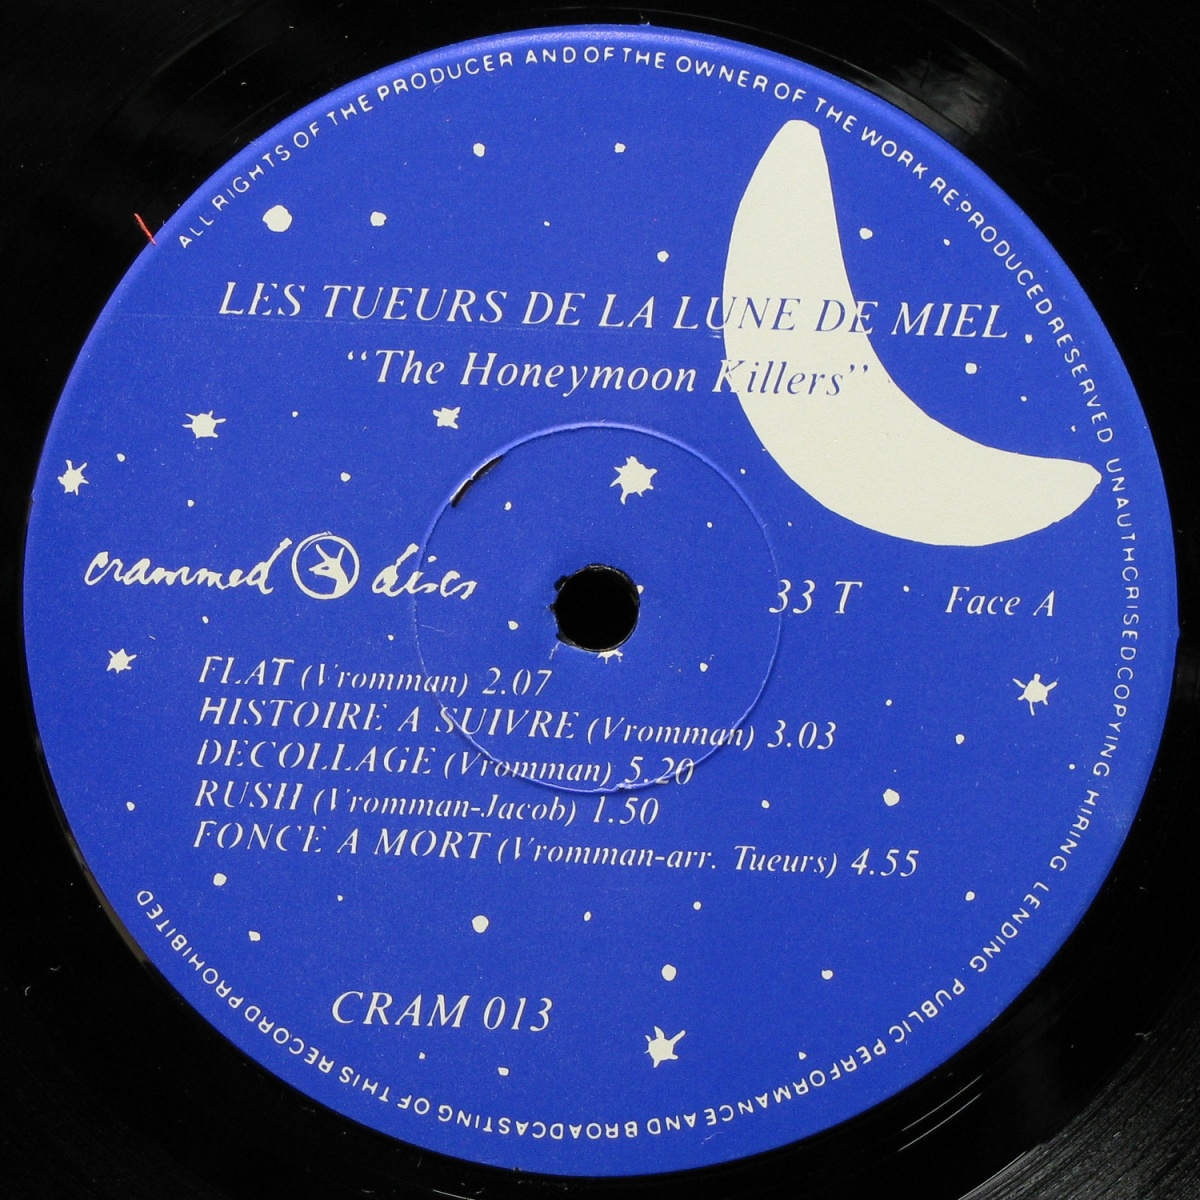 ALL RIGHTS OF THE PRODUCER AND OF THE OWNER OF THE WORK REPRODUCED RESERVED UNAUTHCRISED COPYING HIRING LENDING PUBLIC PERFORMANCE AND BROADCASTING OF THIS RECORD PROHIBITED
LES TUEURS DE LA LUNE DE MIEL
“The Honeymoon Killers”
crammed discs
33 T Face A
FLAT (Vromman) 2.07
HISTOIRE A SUIVRE (Vromman) 3.03
DECOLLAGE (Vromman) 5.20
RUSH (Vromman-Jacob) 1.50
FONCE A MORT (Vromman-arr. Tueurs) 4.55
CRAM 013